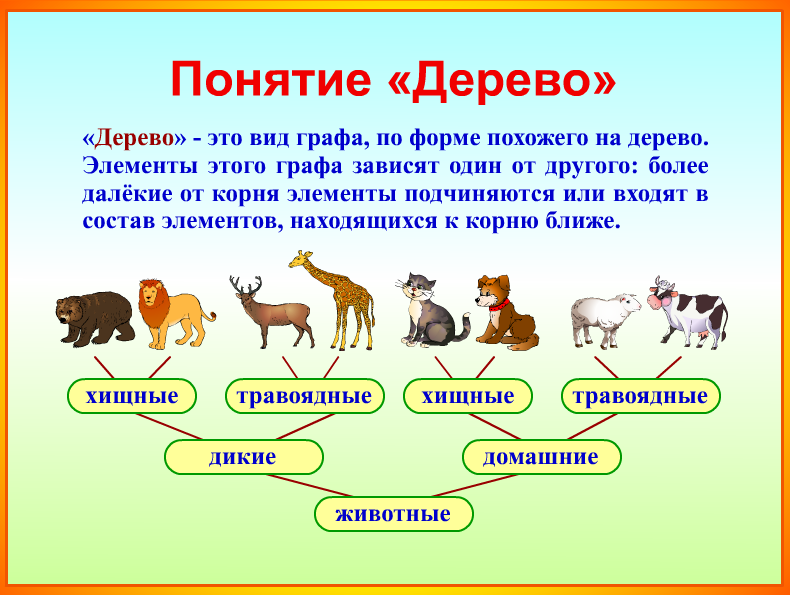 Понятие «Дерево»
«Дерево» - это вид графа, по форме похожего на дерево.
Элементы этого графа зависят один от другого: более
далёкие от корня элементы подчиняются или входят в
состав элементов, находящихся к корню ближе.
хищные травоядные хищные травоядные
дикие домашние
животные